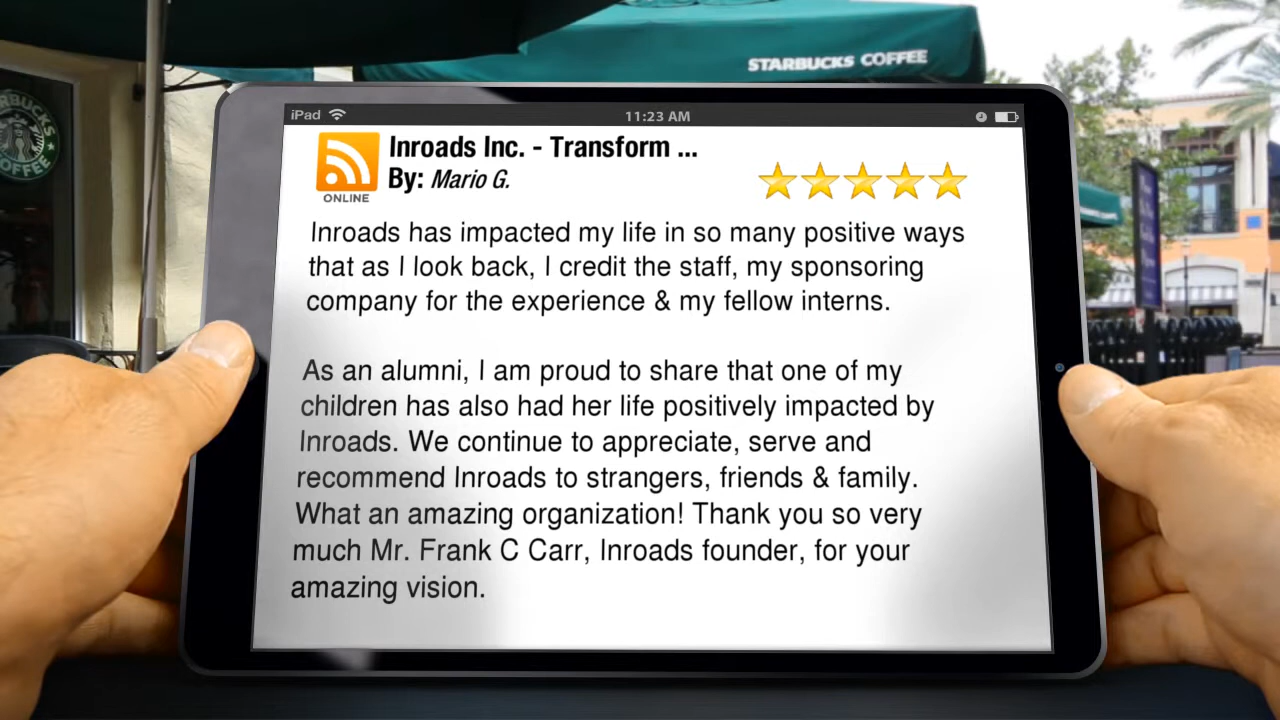 STARBUCKS COFFEE
iPad
11:23 AM
Inroads Inc. - Transform ...
By: Mario G.
ONLINE
Inroads has impacted my life in so many positive ways
that as I look back, I credit the staff, my sponsoring
company for the experience & my fellow interns.
As an alumni, I am proud to share that one of my
children has also had her life positively impacted by
Inroads. We continue to appreciate, serve and
recommend Inroads to strangers, friends & family.
What an amazing organization! Thank you so very
much Mr. Frank C Carr, Inroads founder, for your
amazing vision.